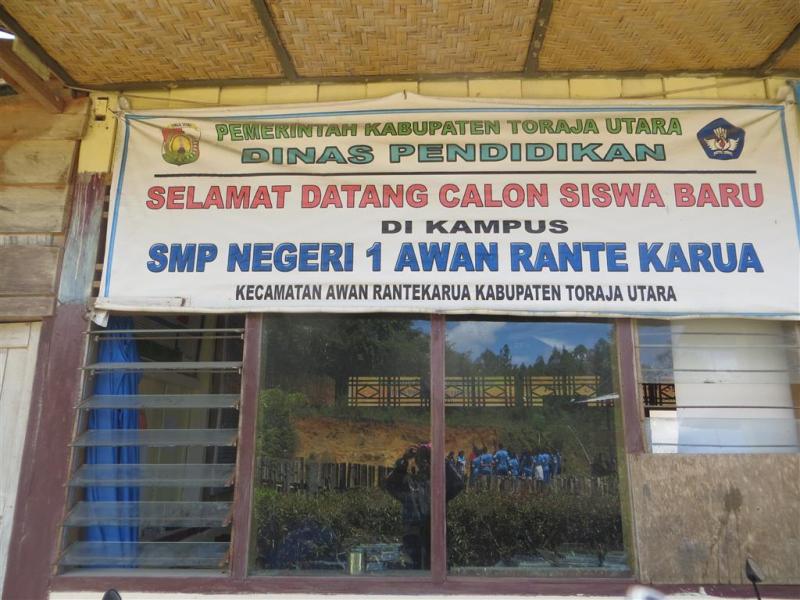 PEMERINTAH KABUPATEN TORAJA UTARA
DINAS PENDIDIKAN
SELAMAT DATANG CALON SISWA BARU
DI KAMPUS
SMP NEGERI 1 AWAN RANTE KARUA
KECAMATAN AWAN RANTEKARUA KABUPATEN TORAJA UTARA